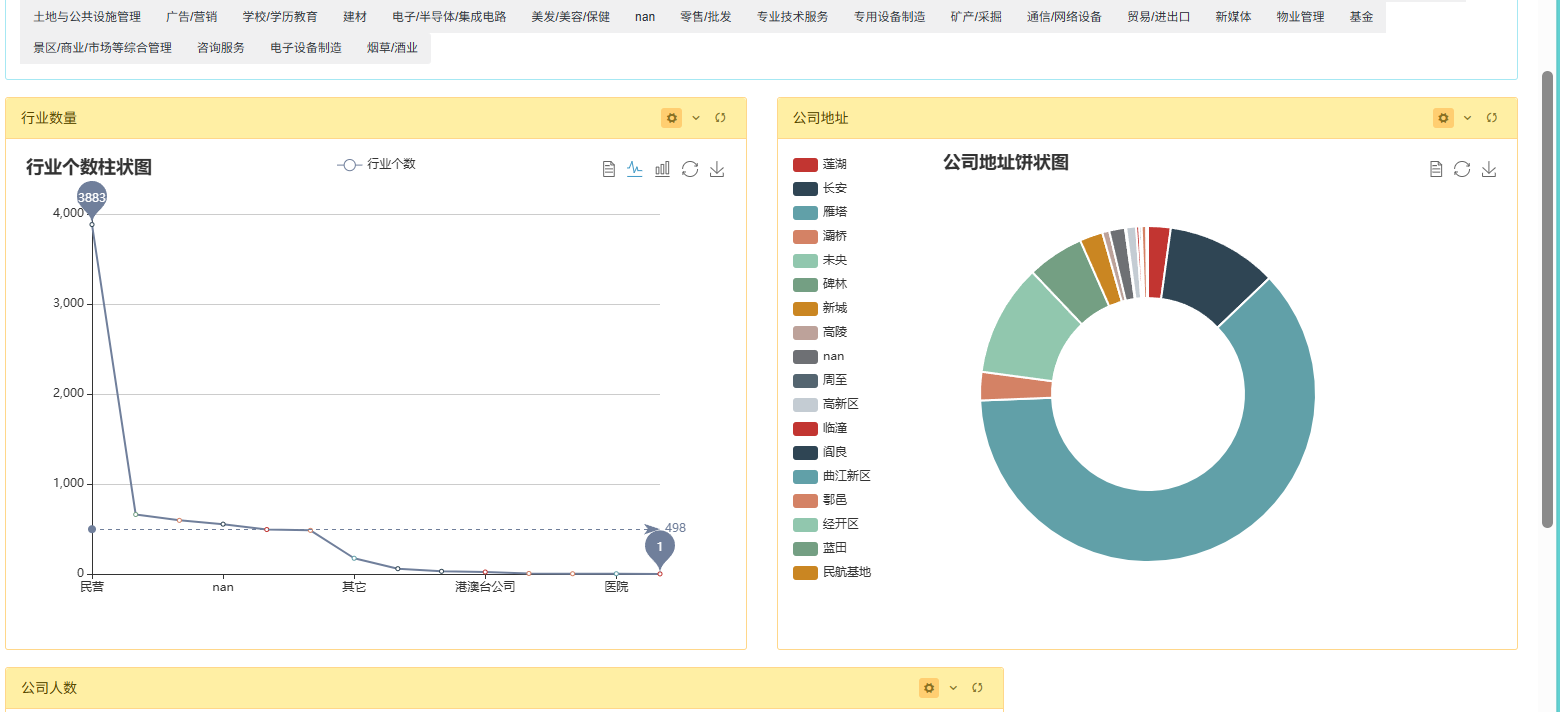 土地与公共设施管理 广告/营销 学校/学历教育 建材 电子/半导体/集成电路 美发/美容/保健 nan 零售/批发 专业技术服务 专用设备制造 矿产/采掘 通信/网络设备 贸易/进出口 新媒体 物业管理 基金
景区/商业/市场等综合管理 咨询服务 电子设备制造 烟草/酒业
行业数量
行业个数柱状图
行业个数
3883
4,000
3,000
2,000
1,000
0
498
1
民营 nan 其它 港澳台公司 医院
公司地址
公司地址饼状图
莲湖
长安
雁塔
灞桥
未央
碑林
新城
高陵
nan
周至
高新区
临潼
阎良
曲江新区
鄠邑
经开区
蓝田
民航基地
公司人数